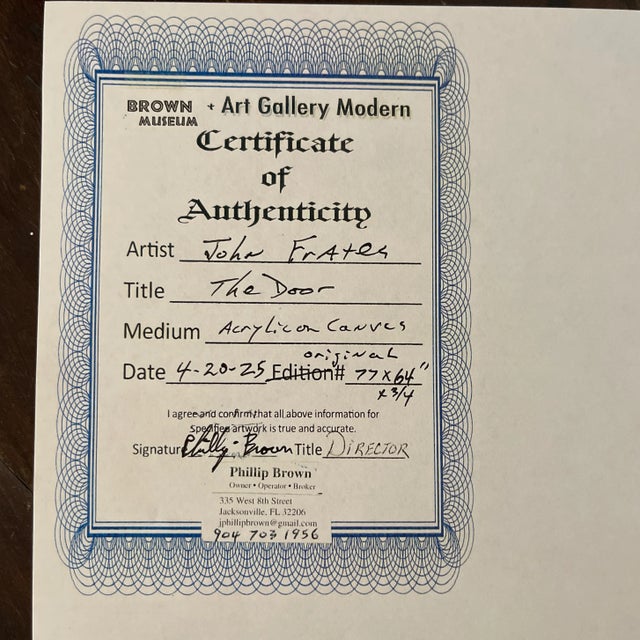 BROWN MUSEUM + Art Gallery Modern
Certificate
of
Authenticity
Artist John Frates
Title The Door
Medium Acrylic on Canvas
original
Date 4-20-25 Edition# 77 x 64"
x 3/4
I agree and confirm that all above information for
specified artwork is true and accurate.
Signature Phillip Brown Title DIRECTOR
Phillip Brown
Owner • Operator • Broker
335 West 8th Street
Jacksonville, FL 32206
jphillipbrown@gmail.com
904 703 1956